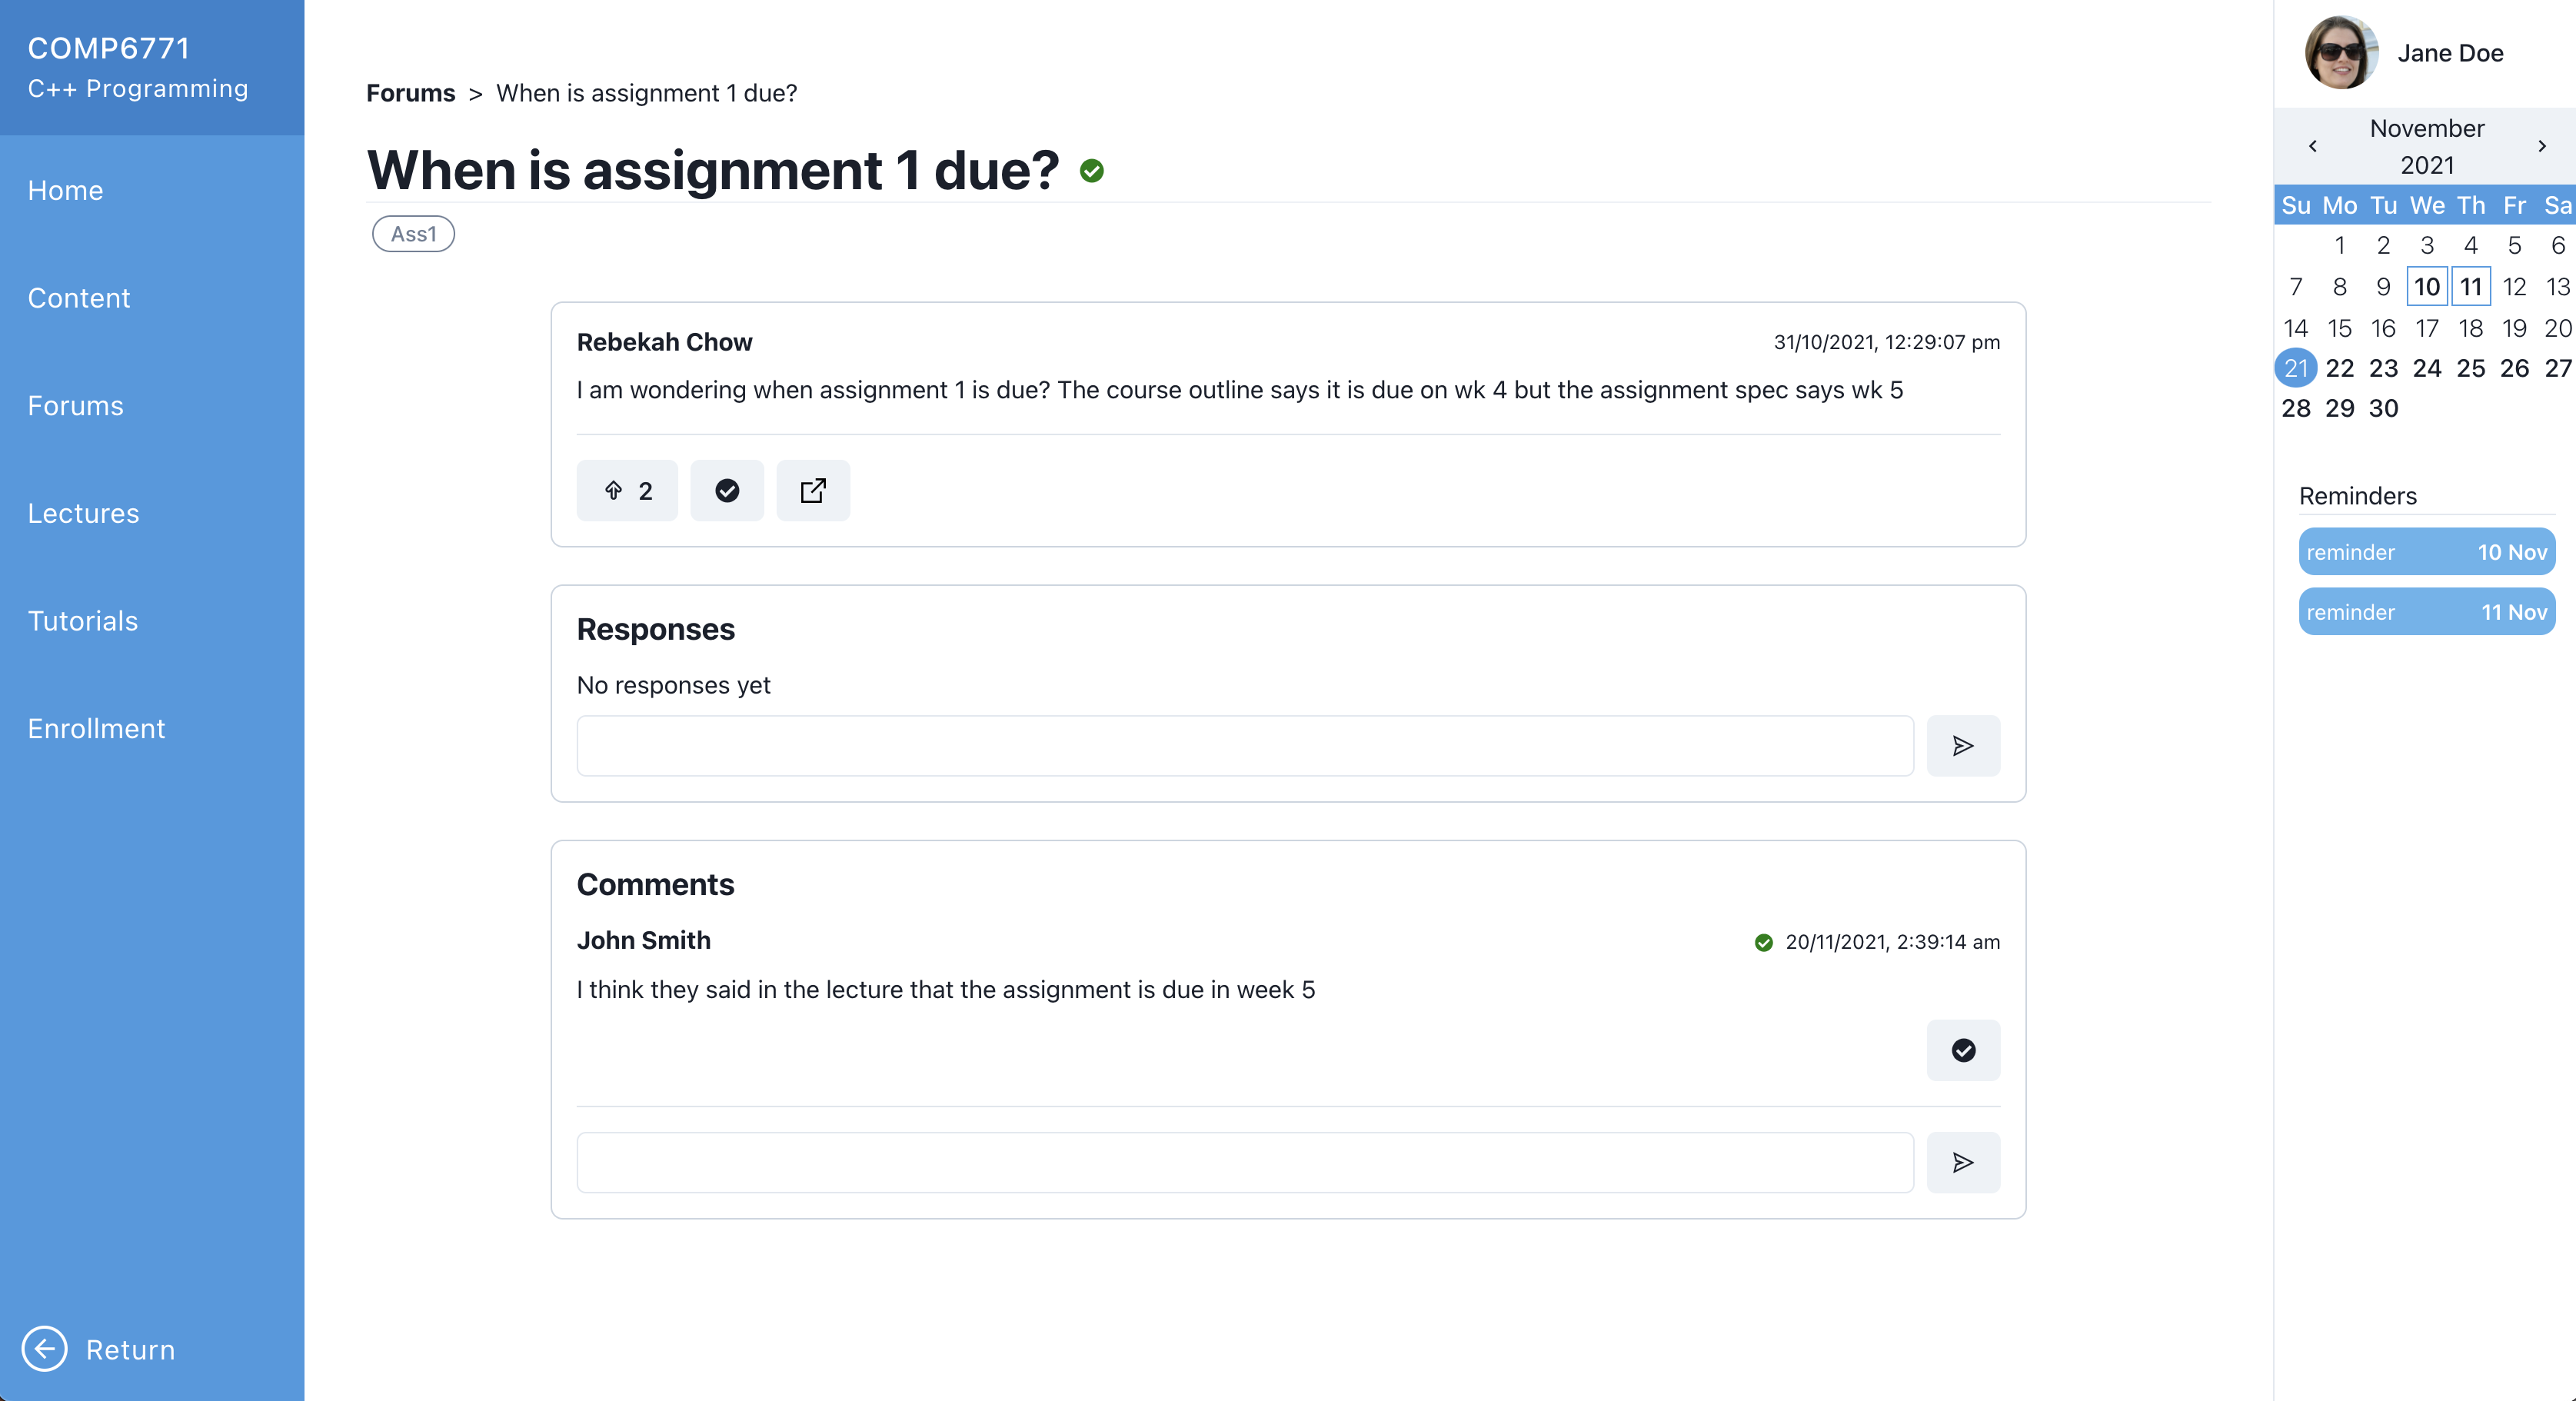 COMP6771
C++ Programming
Home
Content
Forums
Lectures
Tutorials
Enrollment
Return
Forums > When is assignment 1 due?
When is assignment 1 due?
Ass1
Rebekah Chow 31/10/2021, 12:29:07 pm
I am wondering when assignment 1 is due? The course outline says it is due on wk 4 but the assignment spec says wk 5
2
Responses
No responses yet
Comments
John Smith 20/11/2021, 2:39:14 am
I think they said in the lecture that the assignment is due in week 5
Jane Doe
November
2021
Su Mo Tu We Th Fr Sa
1 2 3 4 5 6
7 8 9 10 11 12 13
14 15 16 17 18 19 20
21 22 23 24 25 26 27
28 29 30
Reminders
reminder 10 Nov
reminder 11 Nov